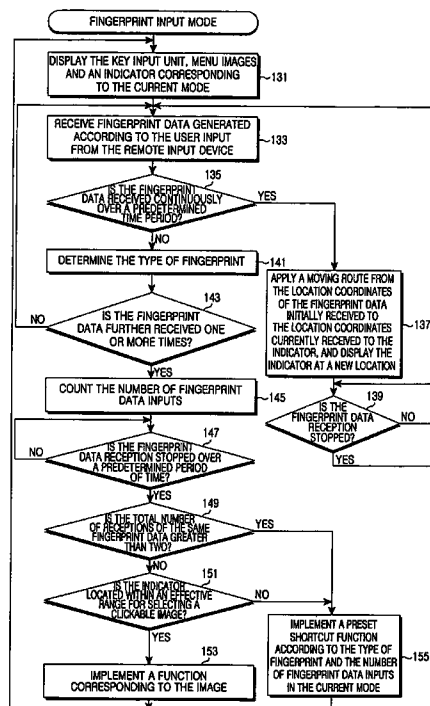 FINGERPRINT INPUT MODE
DISPLAY THE KEY INPUT UNIT, MENU IMAGES
AND AN INDICATOR CORRESPONDING
TO THE CURRENT MODE
131
RECEIVE FINGERPRINT DATA GENERATED
ACCORDING TO THE USER INPUT
FROM THE REMOTE INPUT DEVICE
133
135
IS THE FINGERPRINT
DATA RECEIVED CONTINUOUSLY
OVER A PREDETERMINED
TIME PERIOD?
YES
NO
DETERMINE THE TYPE OF FINGERPRINT
141
APPLY A MOVING ROUTE FROM
THE LOCATION COORDINATES
OF THE FINGERPRINT DATA
INITIALLY RECEIVED TO
THE LOCATION COORDINATES
CURRENTLY RECEIVED TO THE
INDICATOR, AND DISPLAY THE
INDICATOR AT A NEW LOCATION
137
143
IS THE FINGERPRINT
DATA FURTHER RECEIVED ONE
OR MORE TIMES?
NO
YES
COUNT THE NUMBER OF FINGERPRINT
DATA INPUTS
145
139
IS THE
FINGERPRINT DATA
RECEPTION
STOPPED?
NO
YES
147
IS THE FINGERPRINT
DATA RECEPTION STOPPED OVER
A PREDETERMINED PERIOD
OF TIME?
NO
YES
149
IS THE TOTAL NUMBER
OF RECEPTIONS OF THE SAME
FINGERPRINT DATA GREATER
THAN TWO?
YES
NO
151
IS THE INDICATOR
LOCATED WITHIN AN EFFECTIVE
RANGE FOR SELECTING A
CLICKABLE IMAGE?
NO
YES
153
IMPLEMENT A FUNCTION
CORRESPONDING TO THE IMAGE
IMPLEMENT A PRESET
SHORTCUT FUNCTION
ACCORDING TO THE TYPE OF
FINGERPRINT AND THE NUMBER
OF FINGERPRINT DATA INPUTS
IN THE CURRENT MODE
155